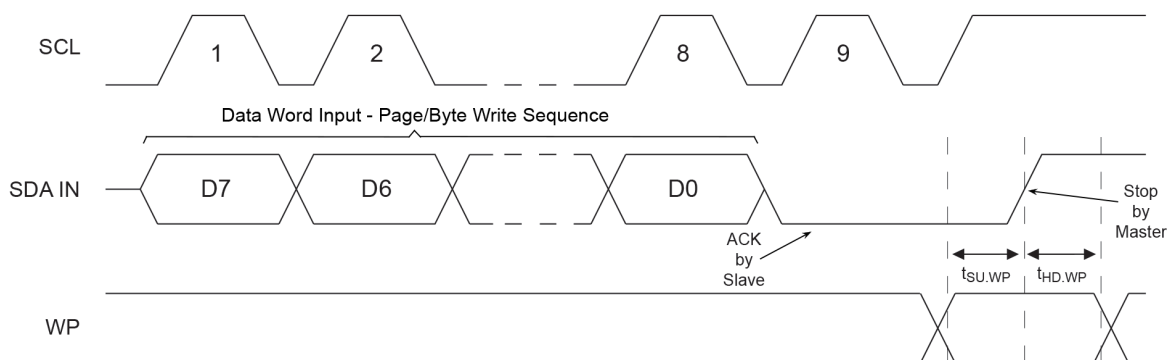 SCL
1
2
8
9
Data Word Input - Page/Byte Write Sequence
SDA IN
D7
D6
D0
ACK
by
Slave
Stop
by
Master
tSU.WP
tHD.WP
WP